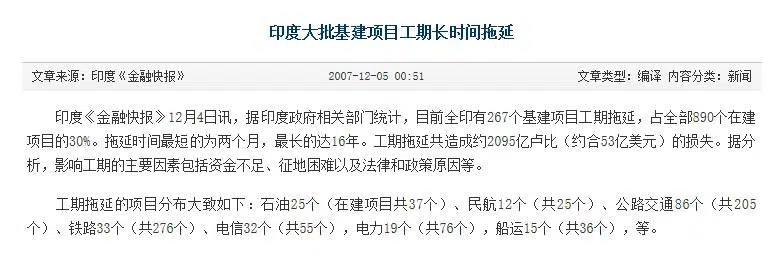 印度大批基建项目工期长时间拖延
文章来源：印度《金融快报》 2007-12-05 00:51 文章类型：编译 内容分类：新闻
印度《金融快报》12月4日讯，据印度政府相关部门统计，目前全印有267个基建项目工期拖延，占全部890个在建
项目的30%。拖延时间最短的为两个月，最长的达16年。工期拖延共造成约2095亿卢比（约合53亿美元）的损失。据分
析，影响工期的主要因素包括资金不足、征地困难以及法律和政策原因等。
工期拖延的项目分布大致如下：石油25个（在建项目共37个）、民航12个（共25个）、公路交通86个（共205
个）、铁路33个（共276个）、电信32个（共55个），电力19个（共76个），船运15个（共36个），等。